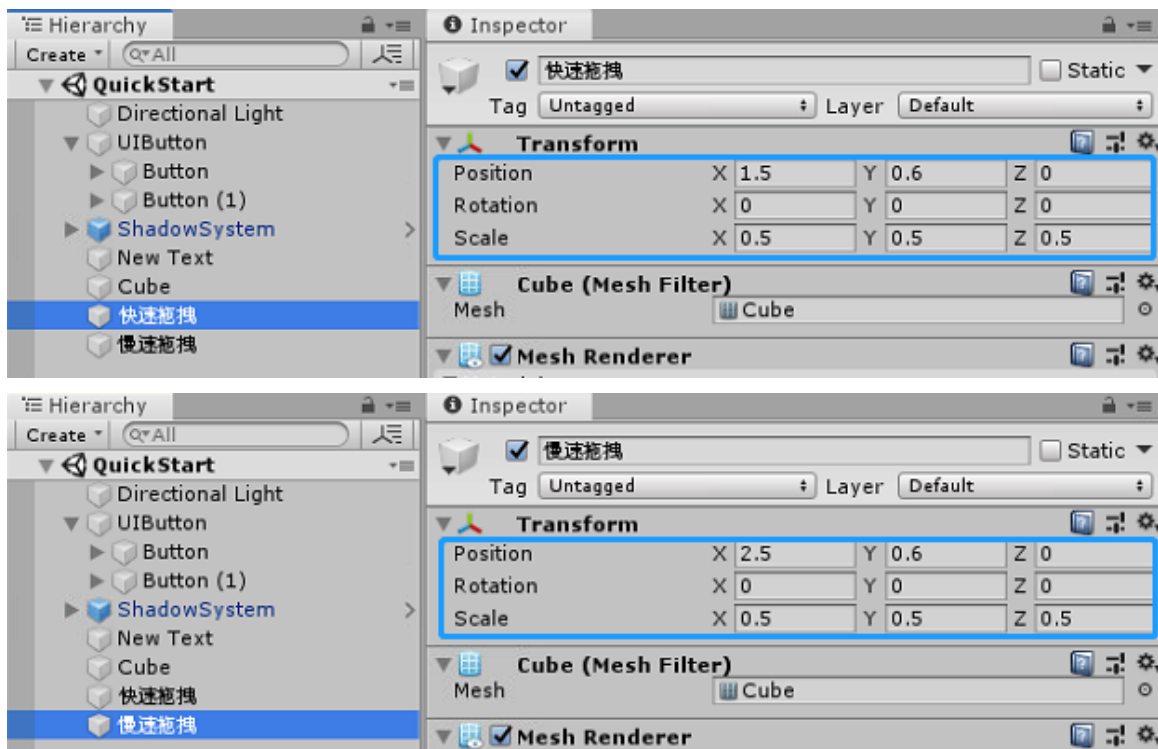 Hierarchy
Create All
QuickStart
Directional Light
UIButton
Button
Button (1)
ShadowSystem
New Text
Cube
快速拖拽
慢速拖拽
Inspector
快速拖拽 Static
Tag Untagged Layer Default
Transform
Position X 1.5 Y 0.6 Z 0
Rotation X 0 Y 0 Z 0
Scale X 0.5 Y 0.5 Z 0.5
Cube (Mesh Filter)
Mesh Cube
Mesh Renderer
Hierarchy
Create All
QuickStart
Directional Light
UIButton
Button
Button (1)
ShadowSystem
New Text
Cube
快速拖拽
慢速拖拽
Inspector
慢速拖拽 Static
Tag Untagged Layer Default
Transform
Position X 2.5 Y 0.6 Z 0
Rotation X 0 Y 0 Z 0
Scale X 0.5 Y 0.5 Z 0.5
Cube (Mesh Filter)
Mesh Cube
Mesh Renderer